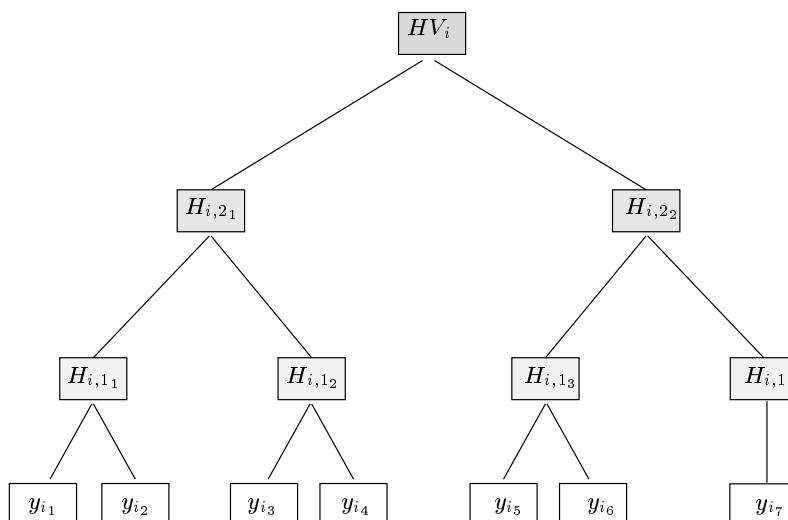 HV_i
H_{i,2_1} H_{i,2_2}
H_{i,1_1} H_{i,1_2} H_{i,1_3} H_{i,1
y_{i_1} y_{i_2} y_{i_3} y_{i_4} y_{i_5} y_{i_6} y_{i_7}